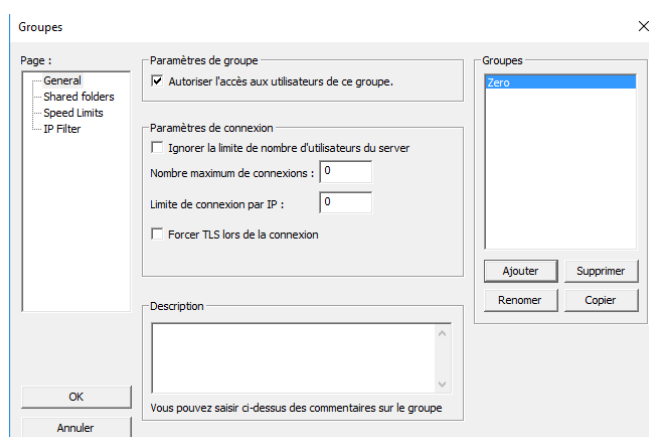 Groupes
Page :
General
Shared folders
Speed Limits
IP Filter
OK
Annuler
Paramètres de groupe
Autoriser l'accès aux utilisateurs de ce groupe.
Paramètres de connexion
Ignorer la limite de nombre d'utilisateurs du server
Nombre maximum de connexions : 0
Limite de connexion par IP : 0
Forcer TLS lors de la connexion
Description
Vous pouvez saisir ci-dessus des commentaires sur le groupe
Groupes
Zero
Ajouter Supprimer
Renomer Copier